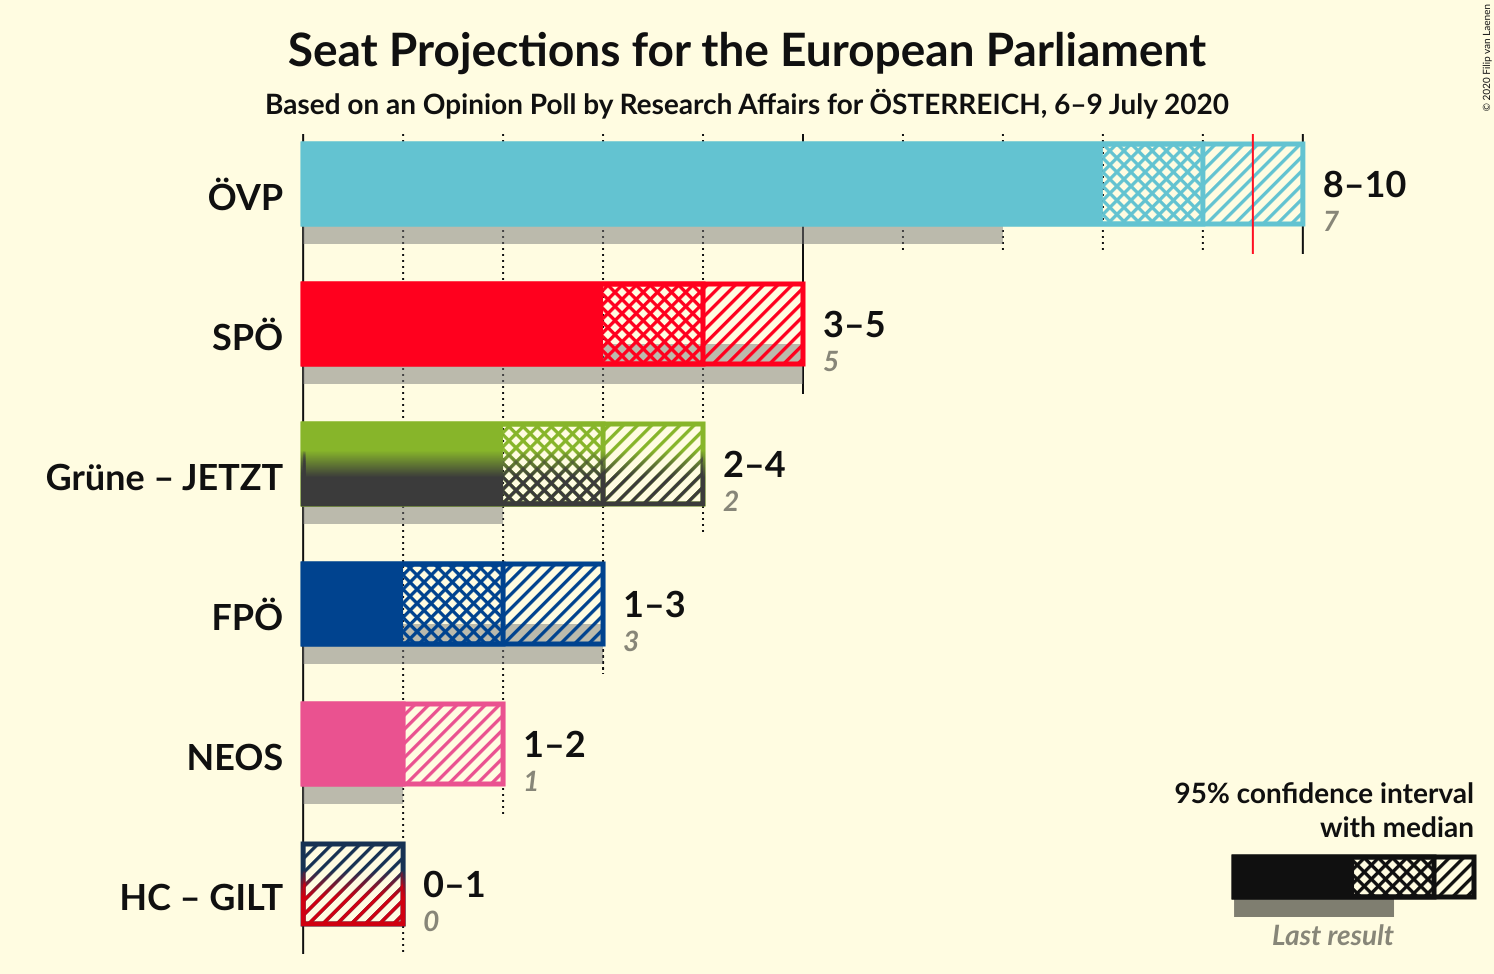 Seat Projections for the European Parliament
Based on an Opinion Poll by Research Affairs for ÖSTERREICH, 6–9 July 2020
© 2020 Filip van Laenen
ÖVP
8–10
7
SPÖ
3–5
5
Grüne – JETZT
2–4
2
FPÖ
1–3
3
NEOS
1–2
1
HC – GILT
0–1
0
95% confidence interval
with median
Last result